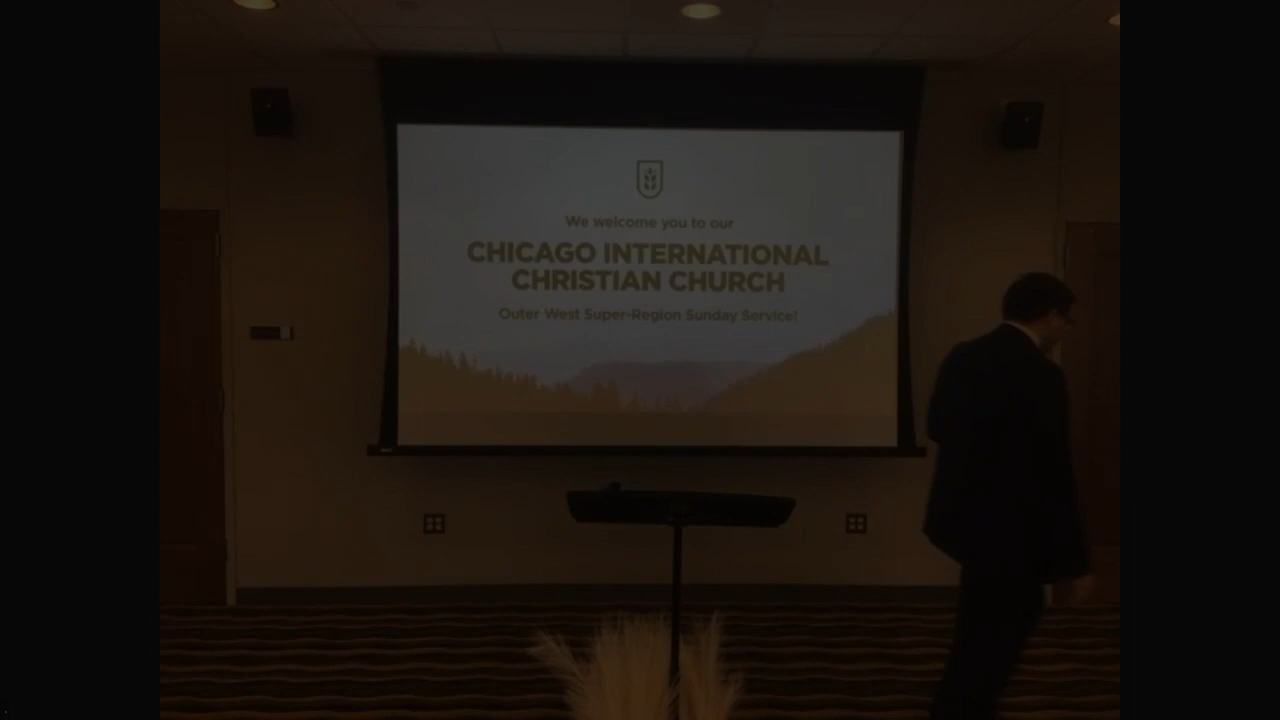 We welcome you to our
CHICAGO INTERNATIONAL
CHRISTIAN CHURCH
Outer West Super-Region Sunday Service!